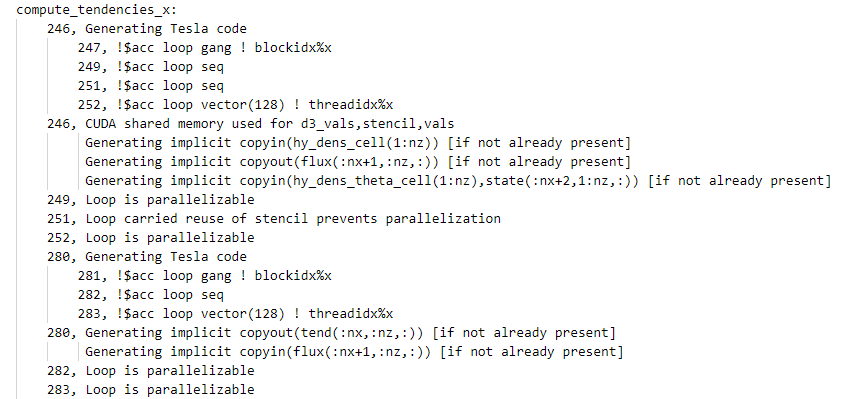 compute_tendencies_x:
246, Generating Tesla code
247, !$acc loop gang ! blockidx%x
249, !$acc loop seq
251, !$acc loop seq
252, !$acc loop vector(128) ! threadidx%x
246, CUDA shared memory used for d3_vals,stencil,vals
Generating implicit copyin(hy_dens_cell(1:nz)) [if not already present]
Generating implicit copyout(flux(:nx+1,:nz,:)) [if not already present]
Generating implicit copyin(hy_dens_theta_cell(1:nz),state(:nx+2,1:nz,:)) [if not already present]
249, Loop is parallelizable
251, Loop carried reuse of stencil prevents parallelization
252, Loop is parallelizable
280, Generating Tesla code
281, !$acc loop gang ! blockidx%x
282, !$acc loop seq
283, !$acc loop vector(128) ! threadidx%x
280, Generating implicit copyout(tend(:nx,:nz,:)) [if not already present]
Generating implicit copyin(flux(:nx+1,:nz,:)) [if not already present]
282, Loop is parallelizable
283, Loop is parallelizable